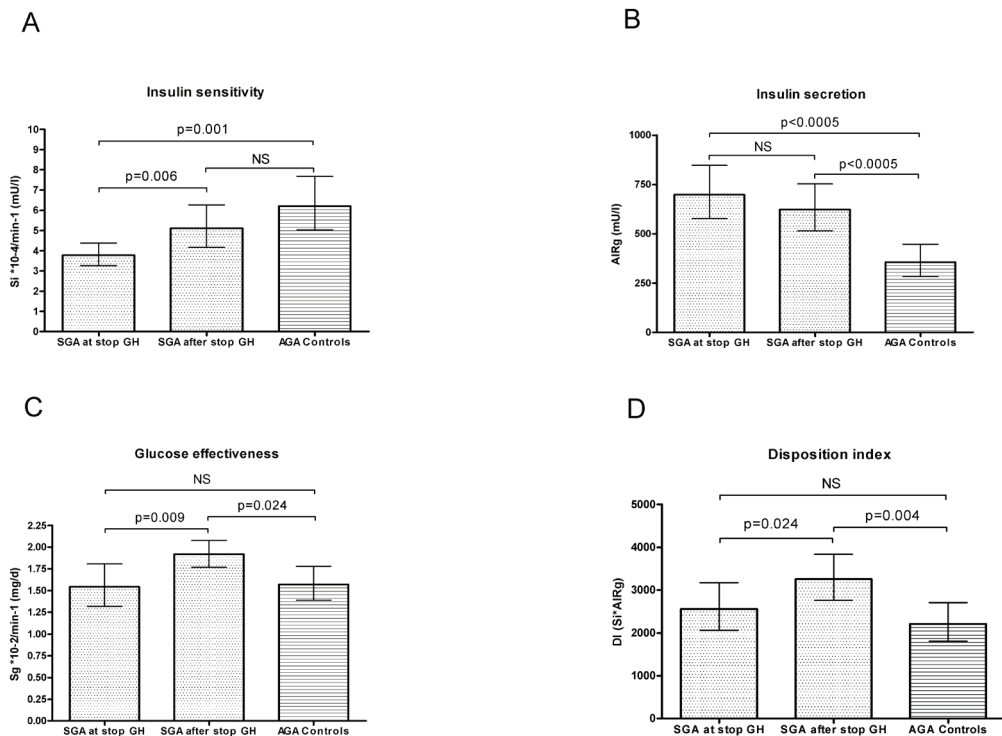 A
Insulin sensitivity
p=0.001
NS
p=0.006
Si *10-4/min-1 (mU/l)
10
9
8
7
6
5
4
3
2
1
0
SGA at stop GH SGA after stop GH AGA Controls
B
Insulin secretion
p<0.0005
NS
p<0.0005
AIRg (mU/l)
1000
750
500
250
0
SGA at stop GH SGA after stop GH AGA Controls
C
Glucose effectiveness
NS
p=0.009
p=0.024
Sg *10-2/min-1 (mg/d)
2.25
2.00
1.75
1.50
1.25
1.00
0.75
0.50
0.25
0.00
SGA at stop GH SGA after stop GH AGA Controls
D
Disposition index
NS
p=0.024
p=0.004
DI (Si*AIRg)
5000
4000
3000
2000
1000
0
SGA at stop GH SGA after stop GH AGA Controls